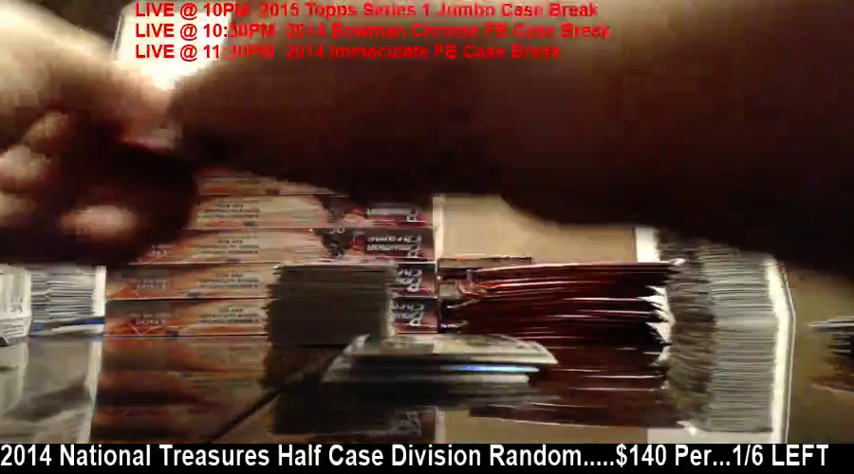 LIVE @ 10PM 2015 Topps Series 1 Jumbo Case Break
LIVE @ 10:30PM 2014 Bowman Chrome FB Case Break
LIVE @ 11:30PM 2014 Immaculate FB Case Break
2014 National Treasures Half Case Division Random.....$140 Per...1/6 LEFT